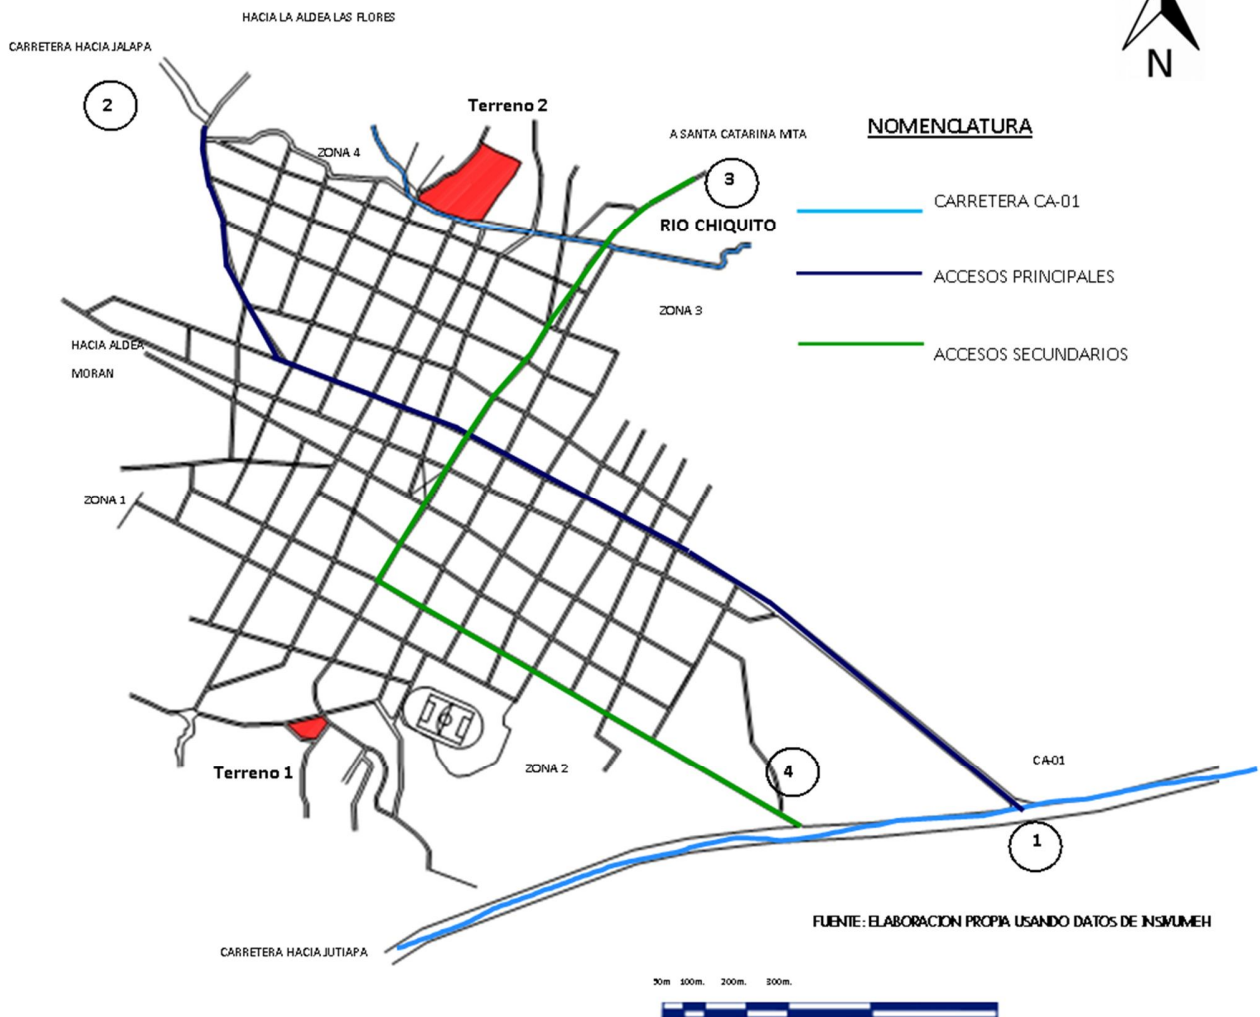 HACIA LA ALDEA LAS FLORES
CARRETERA HACIA JALAPA
N
2
Terreno 2
A SANTA CATARINA MITA
NOMENCLATURA
ZONA 4
3
CARRETERA CA-01
RIO CHIQUITO
ACCESOS PRINCIPALES
ZONA 3
HACIA ALDEA
MORAN
ACCESOS SECUNDARIOS
ZONA 1
Terreno 1
ZONA 2
4
CA-01
1
FUENTE: ELABORACION PROPIA USANDO DATOS DE INSIVUMEH
CARRETERA HACIA JUTIAPA
50m 100m. 200m. 300m.